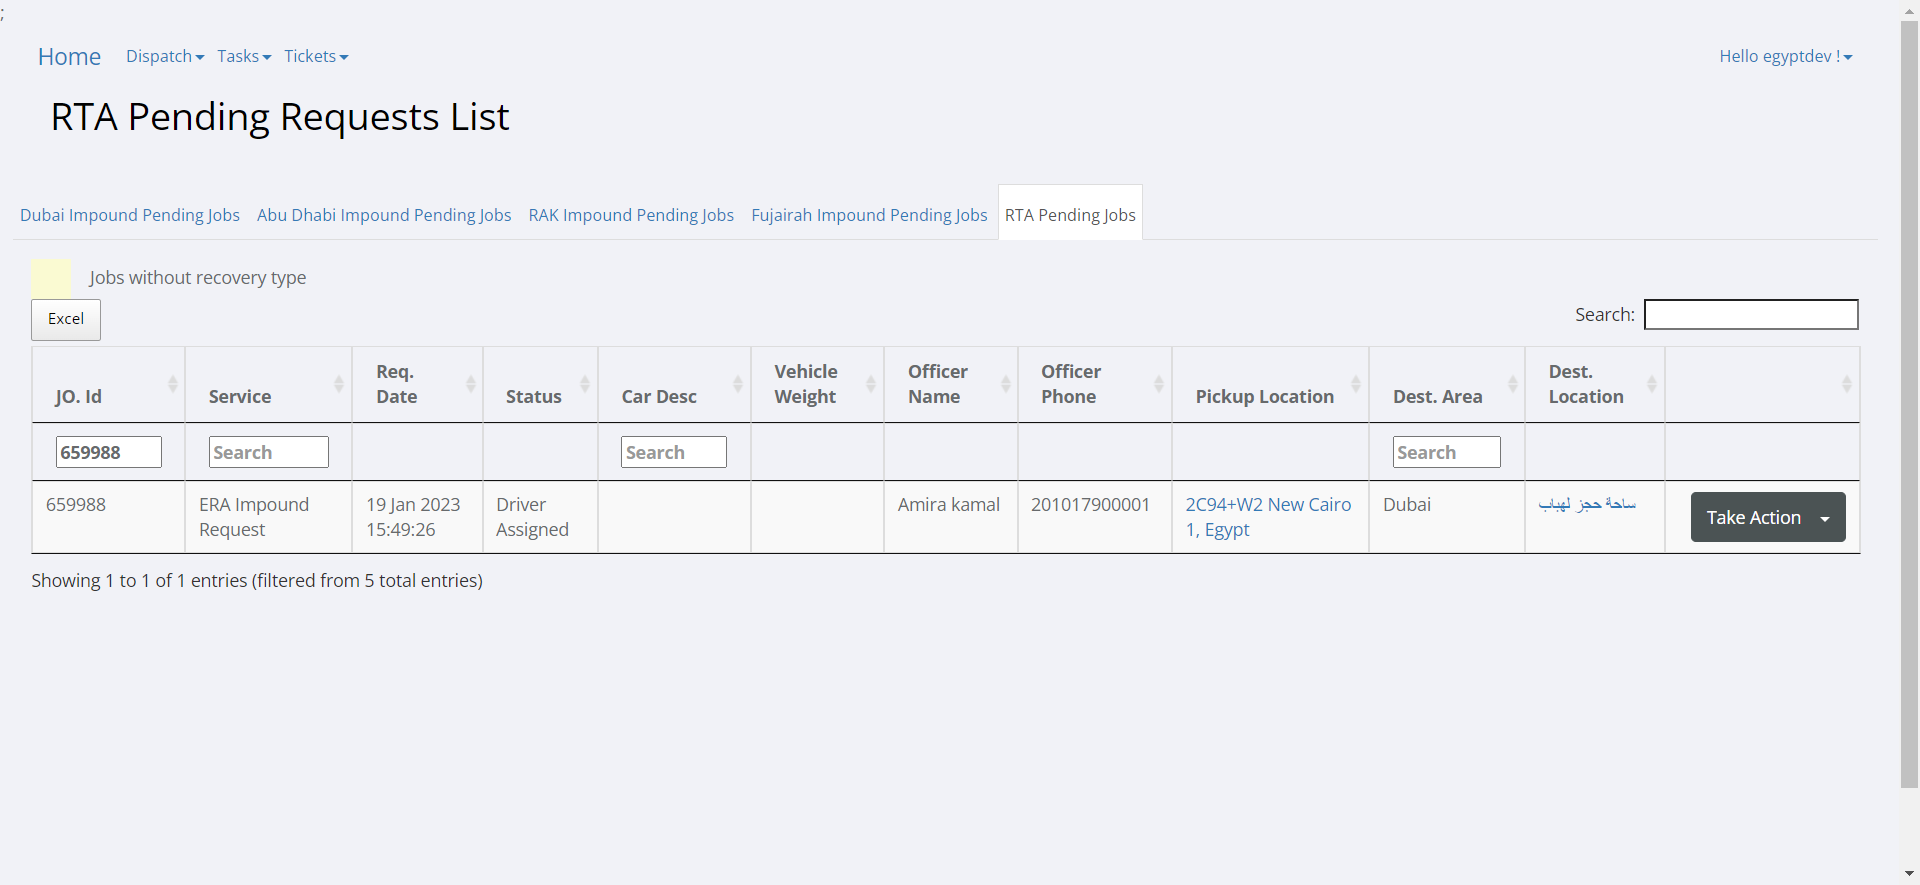 ;
Home Dispatch Tasks Tickets Hello egyptdev !
RTA Pending Requests List
Dubai Impound Pending Jobs Abu Dhabi Impound Pending Jobs RAK Impound Pending Jobs Fujairah Impound Pending Jobs RTA Pending Jobs
Jobs without recovery type
Excel Search:
JO. Id Service Req. Date Status Car Desc Vehicle Weight Officer Name Officer Phone Pickup Location Dest. Area Dest. Location
659988 Search Search Search
659988 ERA Impound Request 19 Jan 2023 15:49:26 Driver Assigned Amira kamal 201017900001 2C94+W2 New Cairo 1, Egypt Dubai ساحة حجز لهباب Take Action
Showing 1 to 1 of 1 entries (filtered from 5 total entries)